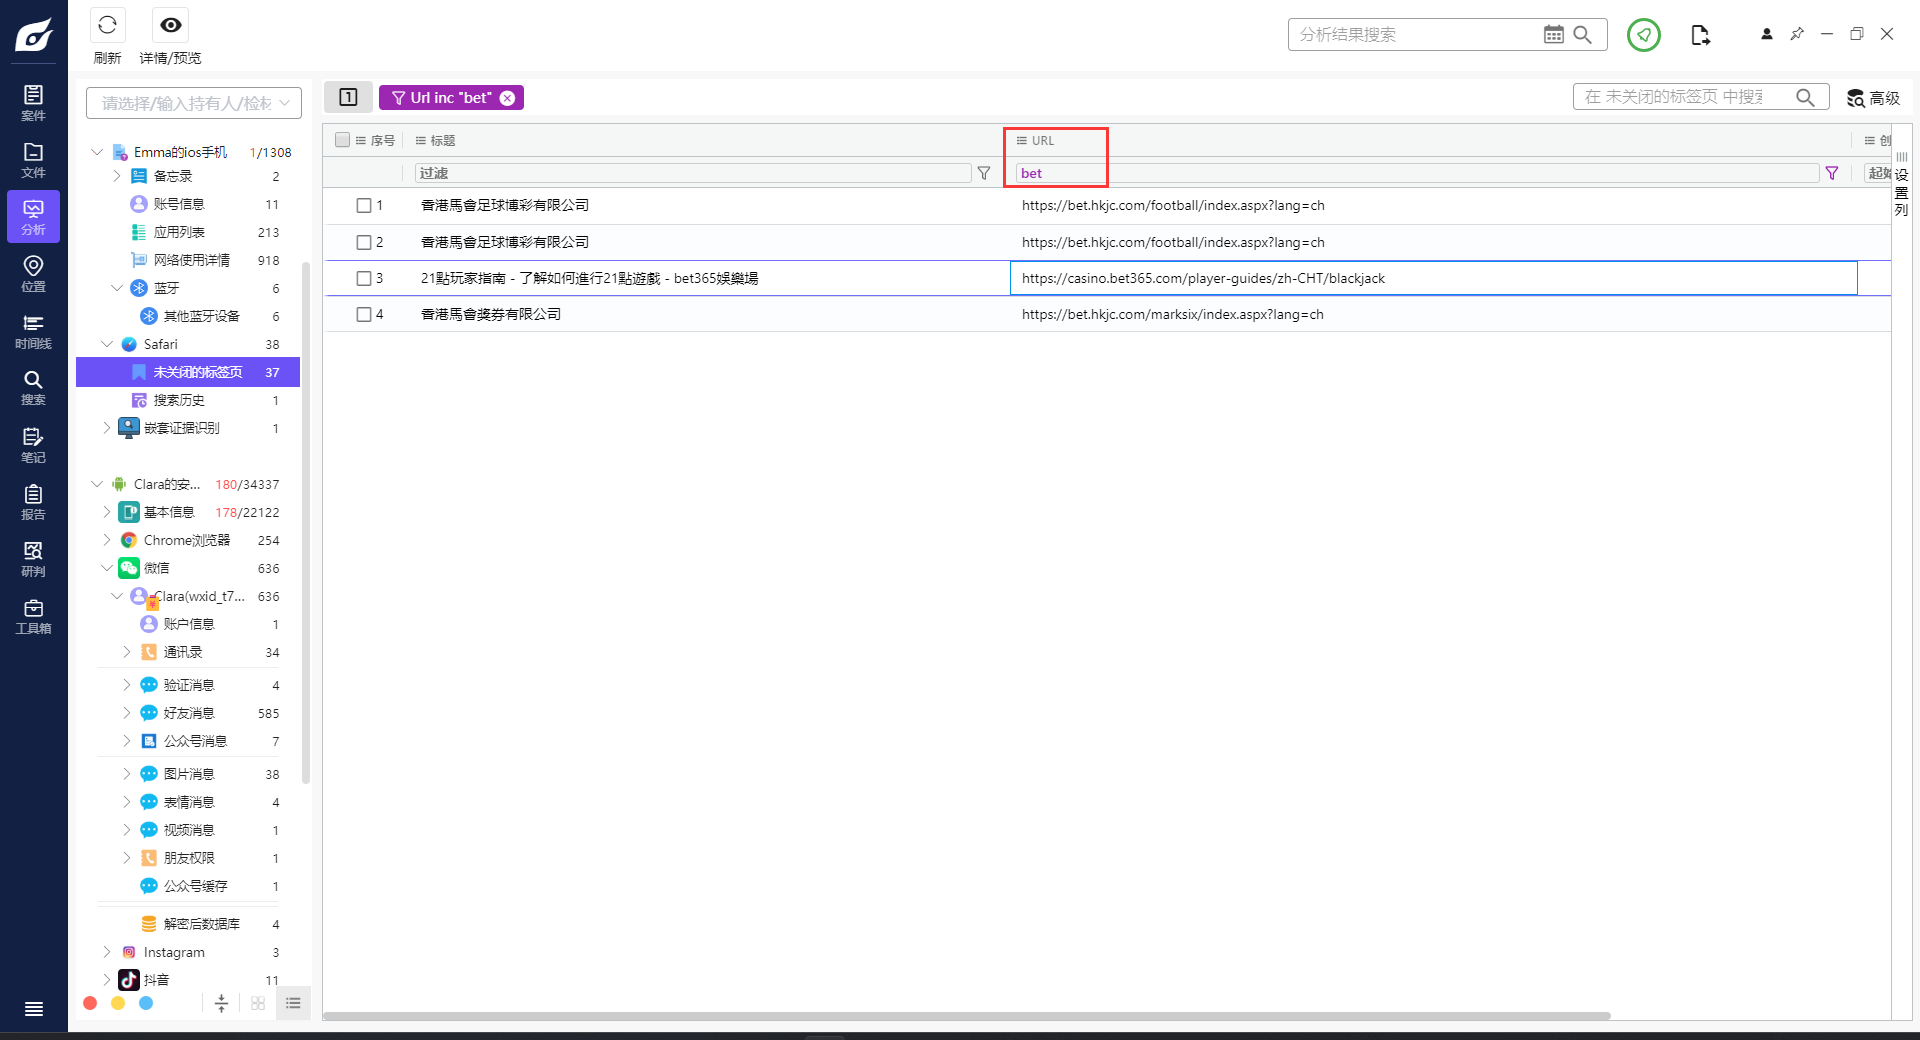 刷新
详情/预览
分析结果搜索
案件
文件
分析
位置
时间线
搜索
笔记
报告
研判
工具箱
请选择/输入持有人/检材
Emma的ios手机 1/1308
备忘录 2
账号信息 11
应用列表 213
网络使用详情 918
蓝牙 6
其他蓝牙设备 6
Safari 38
未关闭的标签页 37
搜索历史 1
嵌套证据识别 1
Clara的安... 180/34337
基本信息 178/22122
Chrome浏览器 254
微信 636
Clara(wxid_t7... 636
账户信息 1
通讯录 34
验证消息 4
好友消息 585
公众号消息 7
图片消息 38
表情消息 4
视频消息 1
朋友权限 1
公众号缓存 1
解密后数据库 4
Instagram 3
抖音 11
1
Url inc "bet"
在 未关闭的标签页 中搜索
高级
序号 标题 URL 创
过滤 bet 起始
设置列
1 香港馬會足球博彩有限公司 https://bet.hkjc.com/football/index.aspx?lang=ch
2 香港馬會足球博彩有限公司 https://bet.hkjc.com/football/index.aspx?lang=ch
3 21點玩家指南 - 了解如何進行21點遊戲 - bet365娛樂場 https://casino.bet365.com/player-guides/zh-CHT/blackjack
4 香港馬會獎券有限公司 https://bet.hkjc.com/marksix/index.aspx?lang=ch